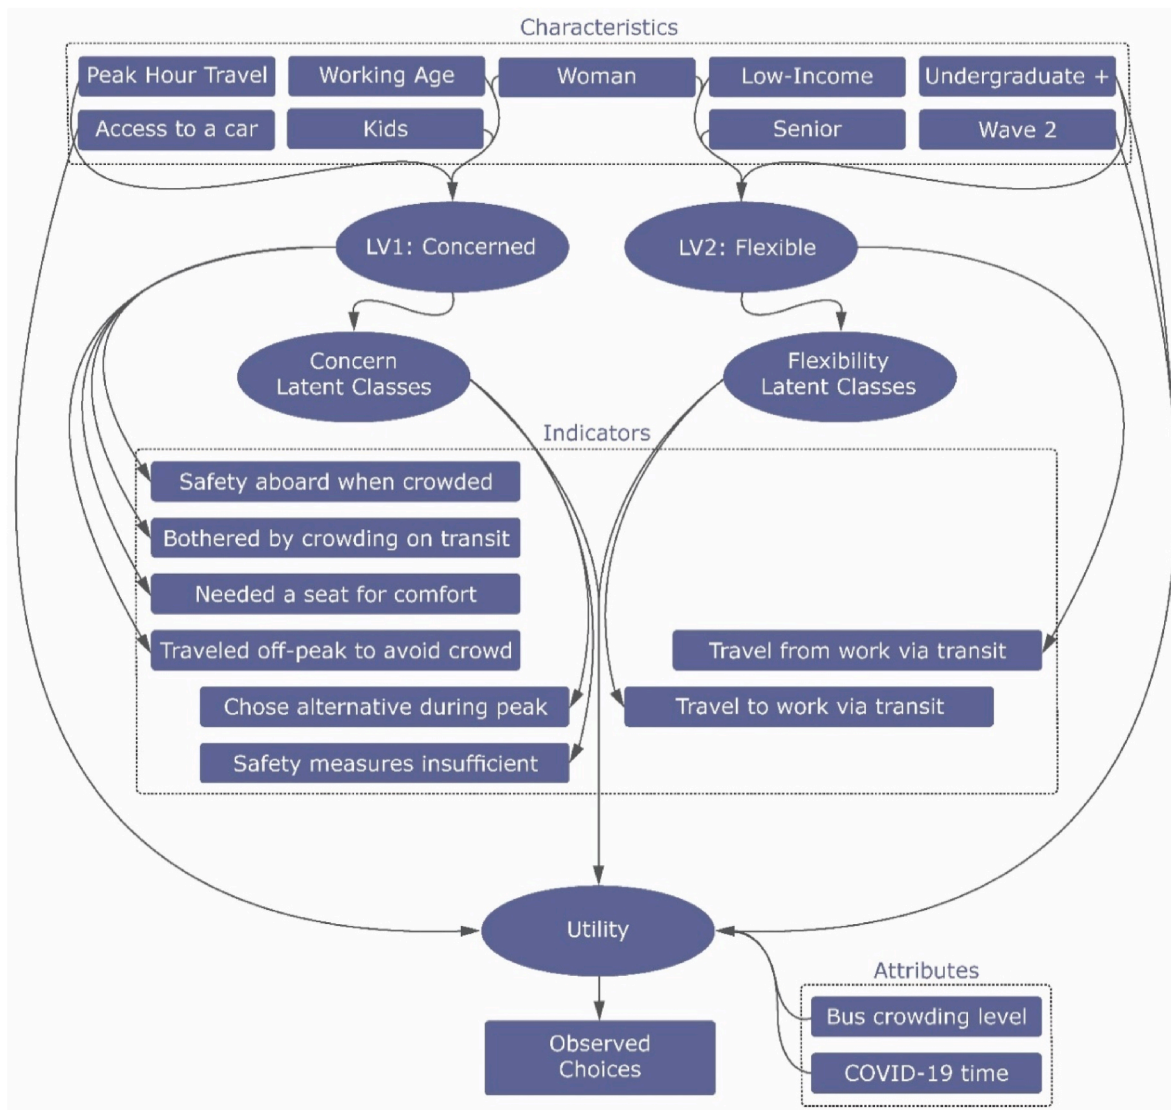 Characteristics
Peak Hour Travel
Working Age
Woman
Low-Income
Undergraduate +
Access to a car
Kids
Senior
Wave 2
LV1: Concerned
LV2: Flexible
Concern
Latent Classes
Flexibility
Latent Classes
Indicators
Safety aboard when crowded
Bothered by crowding on transit
Needed a seat for comfort
Traveled off-peak to avoid crowd
Travel from work via transit
Chose alternative during peak
Travel to work via transit
Safety measures insufficient
Utility
Attributes
Bus crowding level
Observed
Choices
COVID-19 time